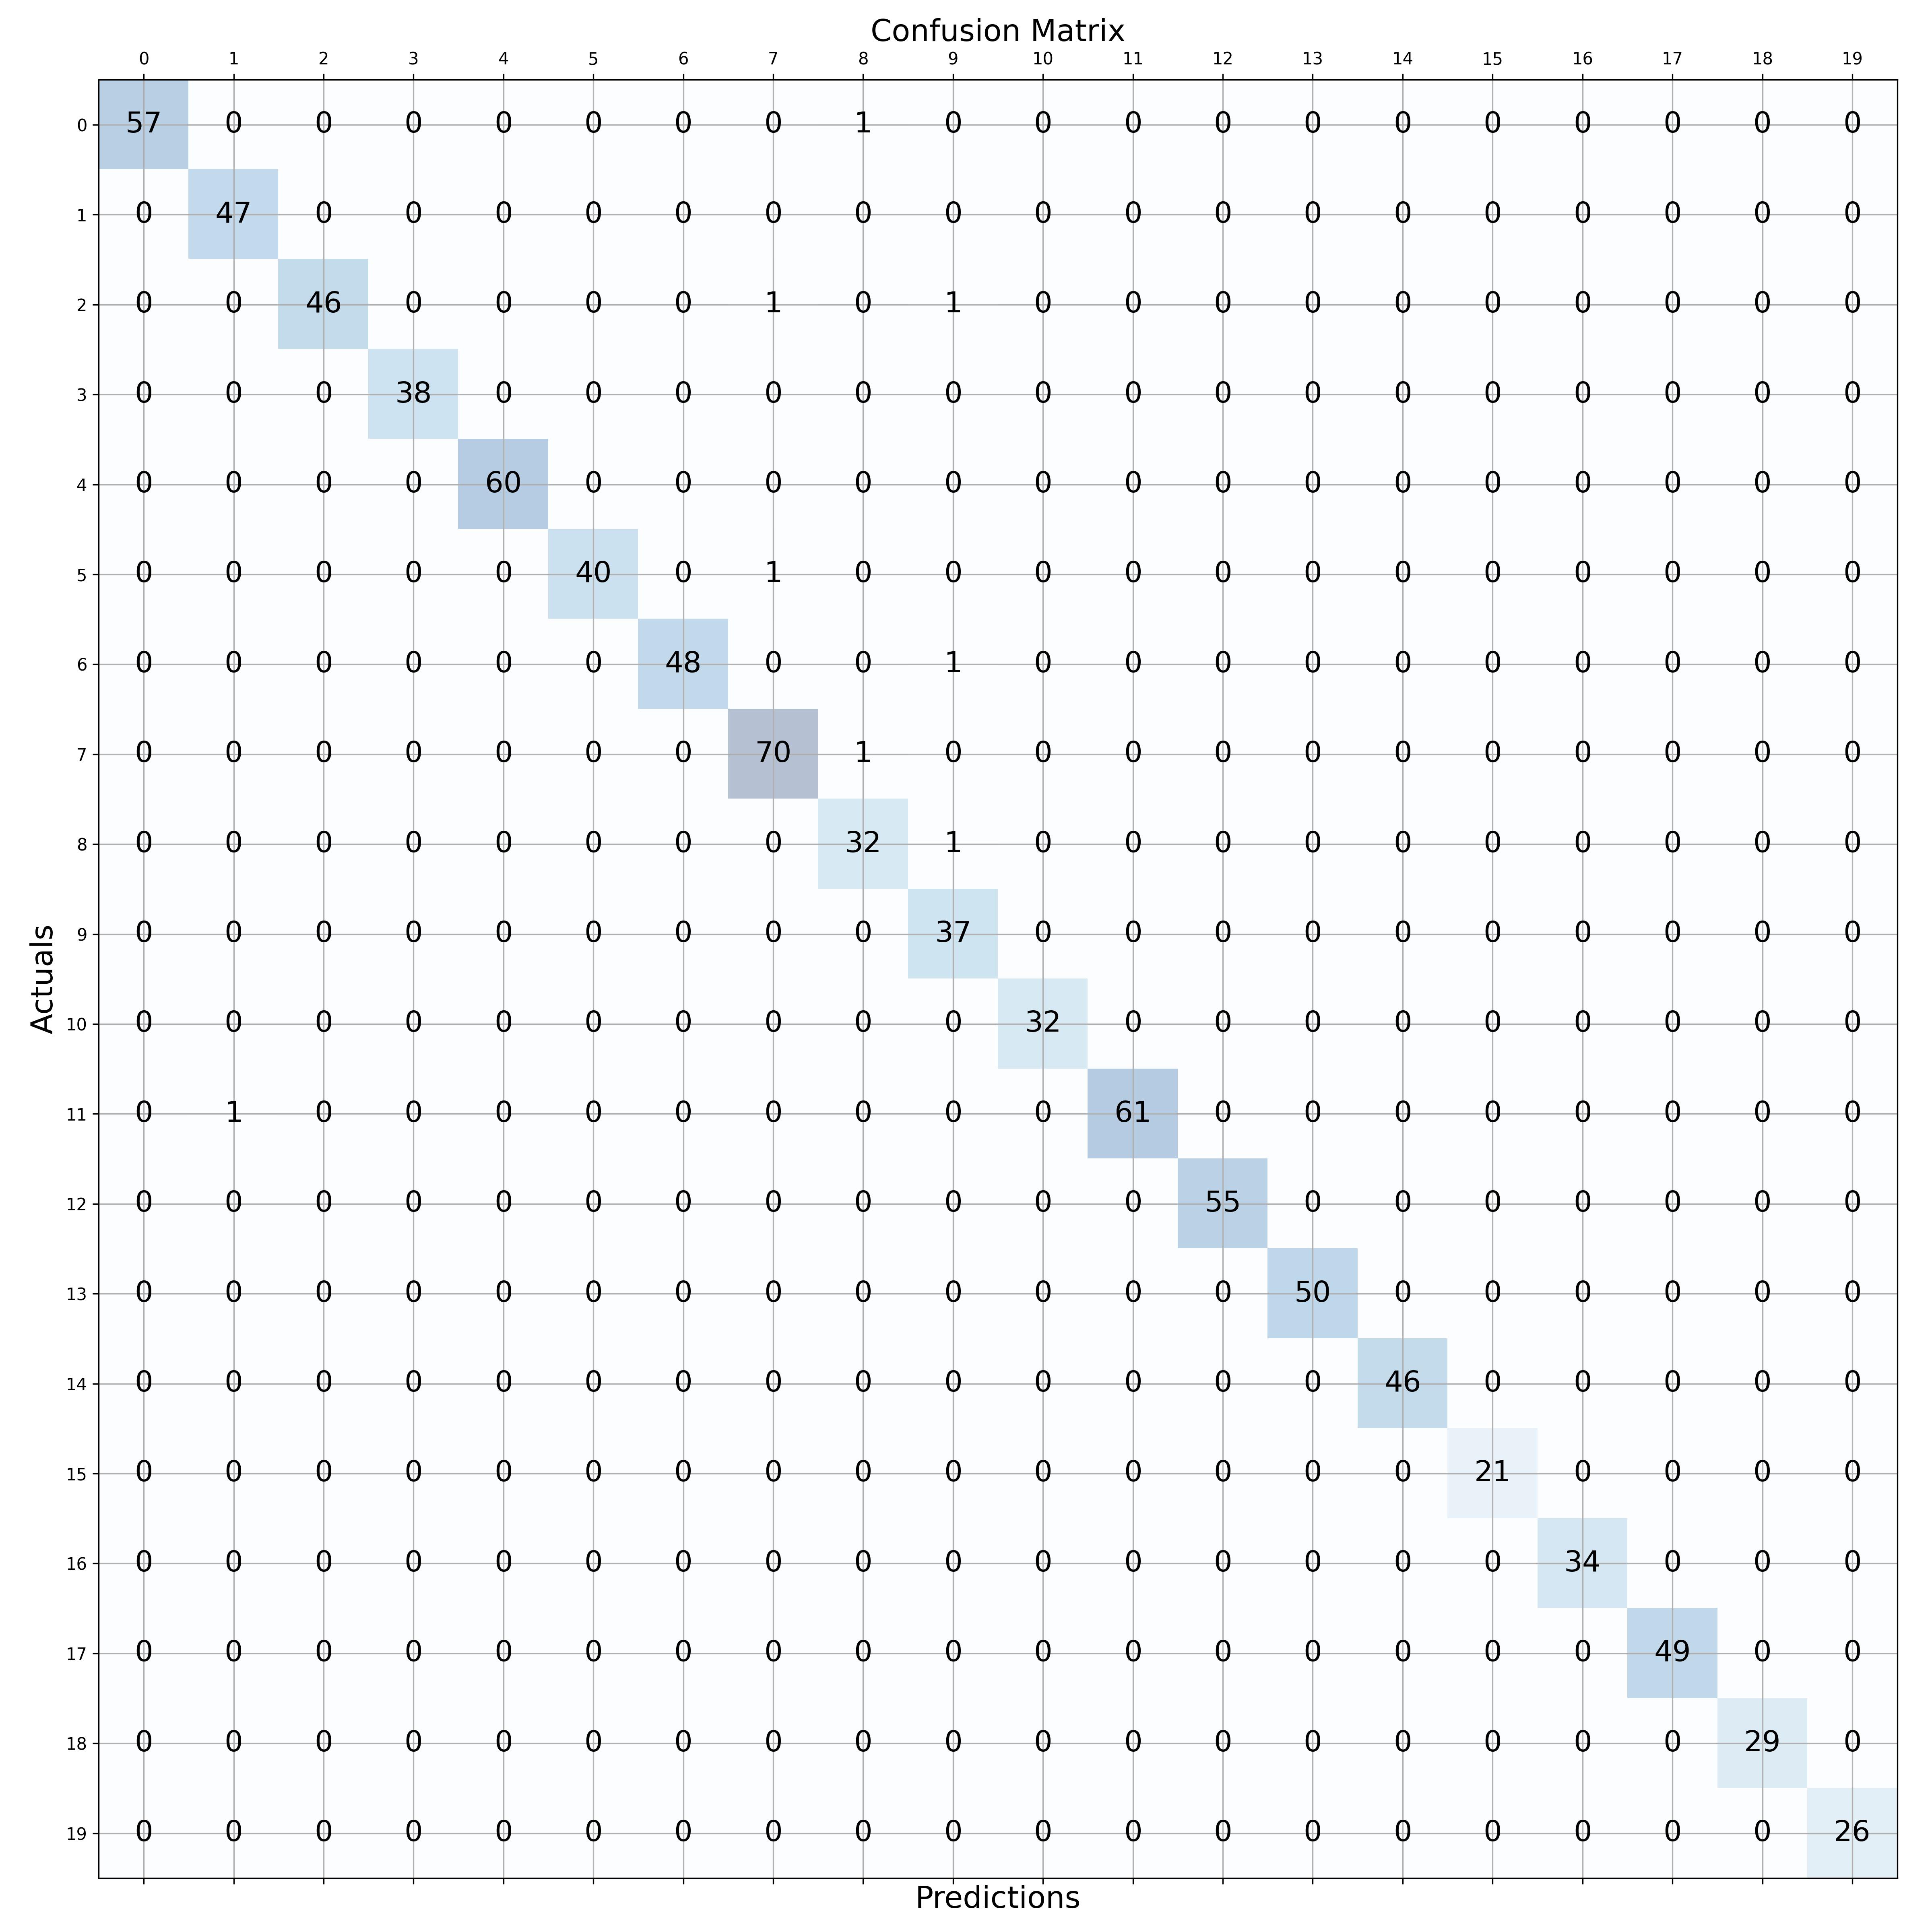 Confusion Matrix
0 1 2 3 4 5 6 7 8 9 10 11 12 13 14 15 16 17 18 19
0 57 0 0 0 0 0 0 0 1 0 0 0 0 0 0 0 0 0 0 0
1 0 47 0 0 0 0 0 0 0 0 0 0 0 0 0 0 0 0 0 0
2 0 0 46 0 0 0 0 1 0 1 0 0 0 0 0 0 0 0 0 0
3 0 0 0 38 0 0 0 0 0 0 0 0 0 0 0 0 0 0 0 0
4 0 0 0 0 60 0 0 0 0 0 0 0 0 0 0 0 0 0 0 0
5 0 0 0 0 0 40 0 1 0 0 0 0 0 0 0 0 0 0 0 0
6 0 0 0 0 0 0 48 0 0 1 0 0 0 0 0 0 0 0 0 0
7 0 0 0 0 0 0 0 70 1 0 0 0 0 0 0 0 0 0 0 0
8 0 0 0 0 0 0 0 0 32 1 0 0 0 0 0 0 0 0 0 0
9 0 0 0 0 0 0 0 0 0 37 0 0 0 0 0 0 0 0 0 0
Actuals
10 0 0 0 0 0 0 0 0 0 0 32 0 0 0 0 0 0 0 0 0
11 0 1 0 0 0 0 0 0 0 0 0 61 0 0 0 0 0 0 0 0
12 0 0 0 0 0 0 0 0 0 0 0 0 55 0 0 0 0 0 0 0
13 0 0 0 0 0 0 0 0 0 0 0 0 0 50 0 0 0 0 0 0
14 0 0 0 0 0 0 0 0 0 0 0 0 0 0 46 0 0 0 0 0
15 0 0 0 0 0 0 0 0 0 0 0 0 0 0 0 21 0 0 0 0
16 0 0 0 0 0 0 0 0 0 0 0 0 0 0 0 0 34 0 0 0
17 0 0 0 0 0 0 0 0 0 0 0 0 0 0 0 0 0 49 0 0
18 0 0 0 0 0 0 0 0 0 0 0 0 0 0 0 0 0 0 29 0
19 0 0 0 0 0 0 0 0 0 0 0 0 0 0 0 0 0 0 0 26
Predictions